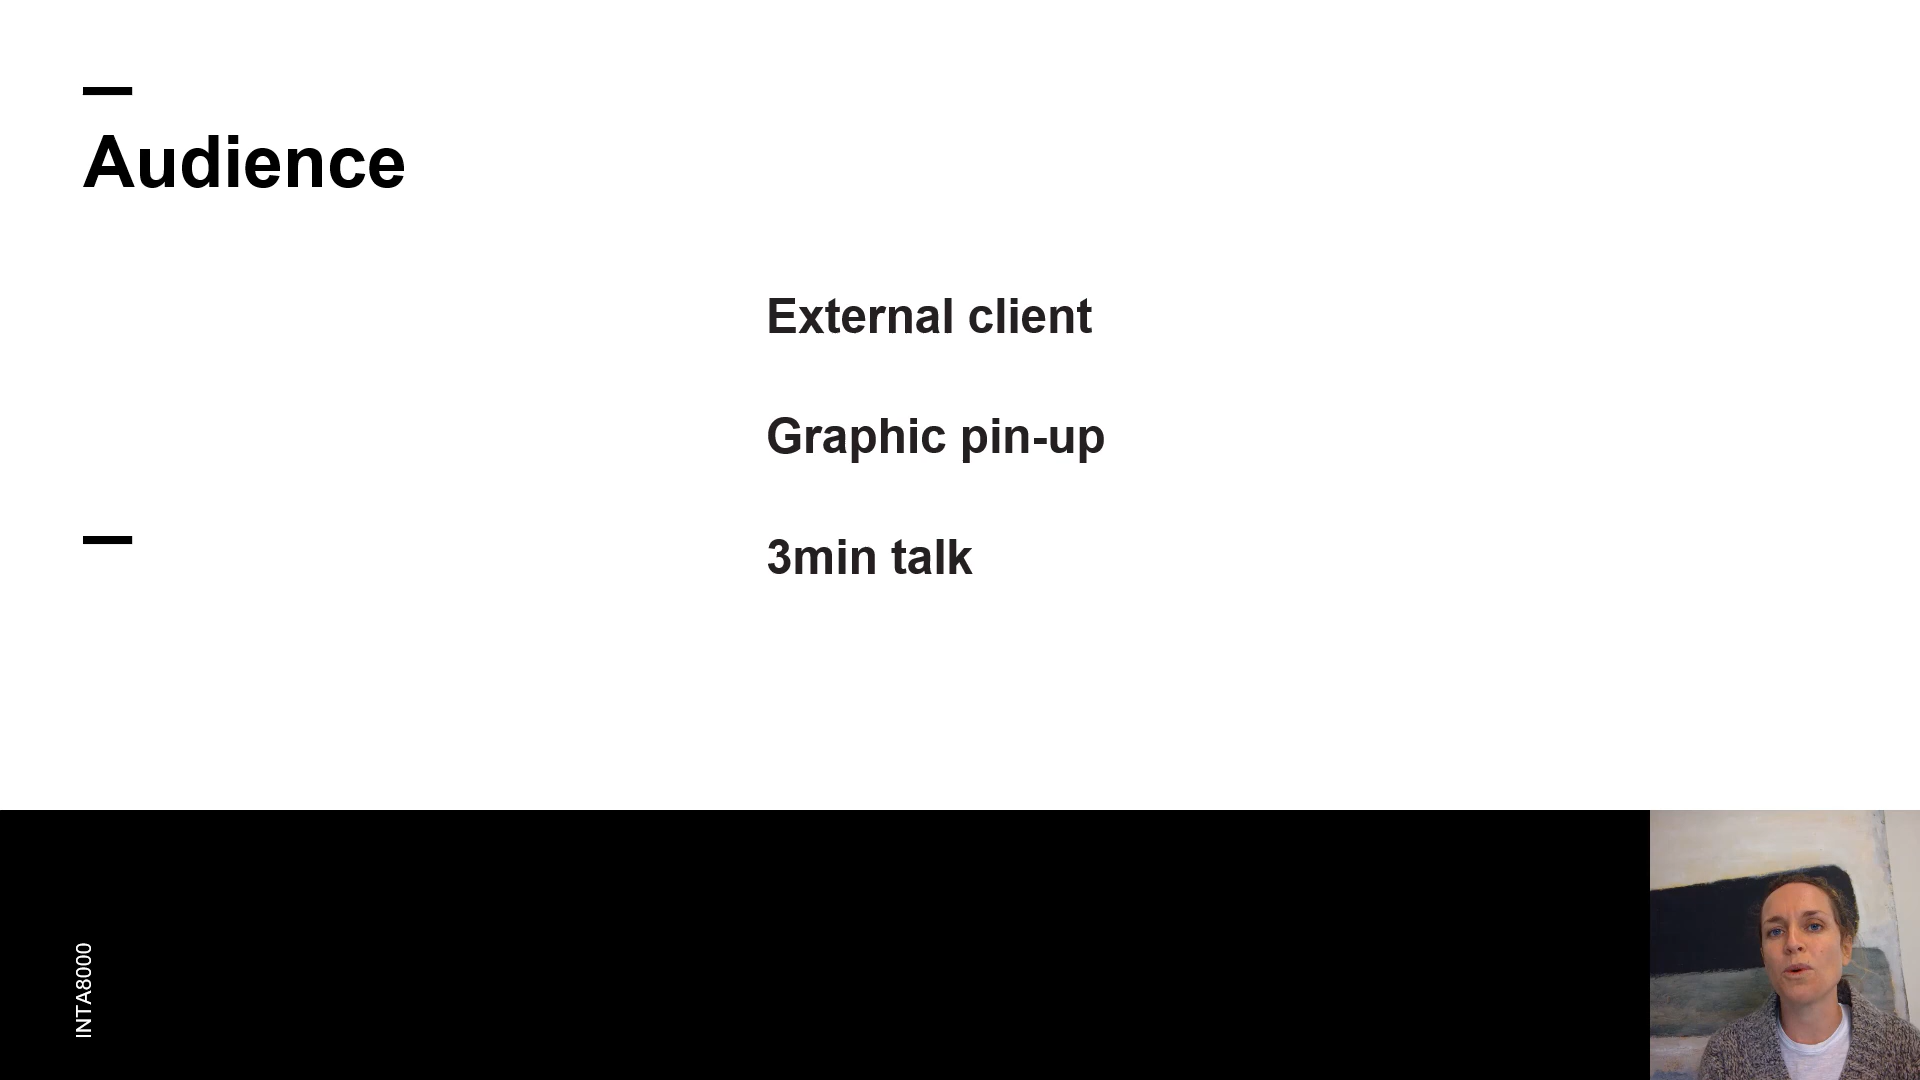 Audience
External client
Graphic pin-up
3min talk
INTA8000